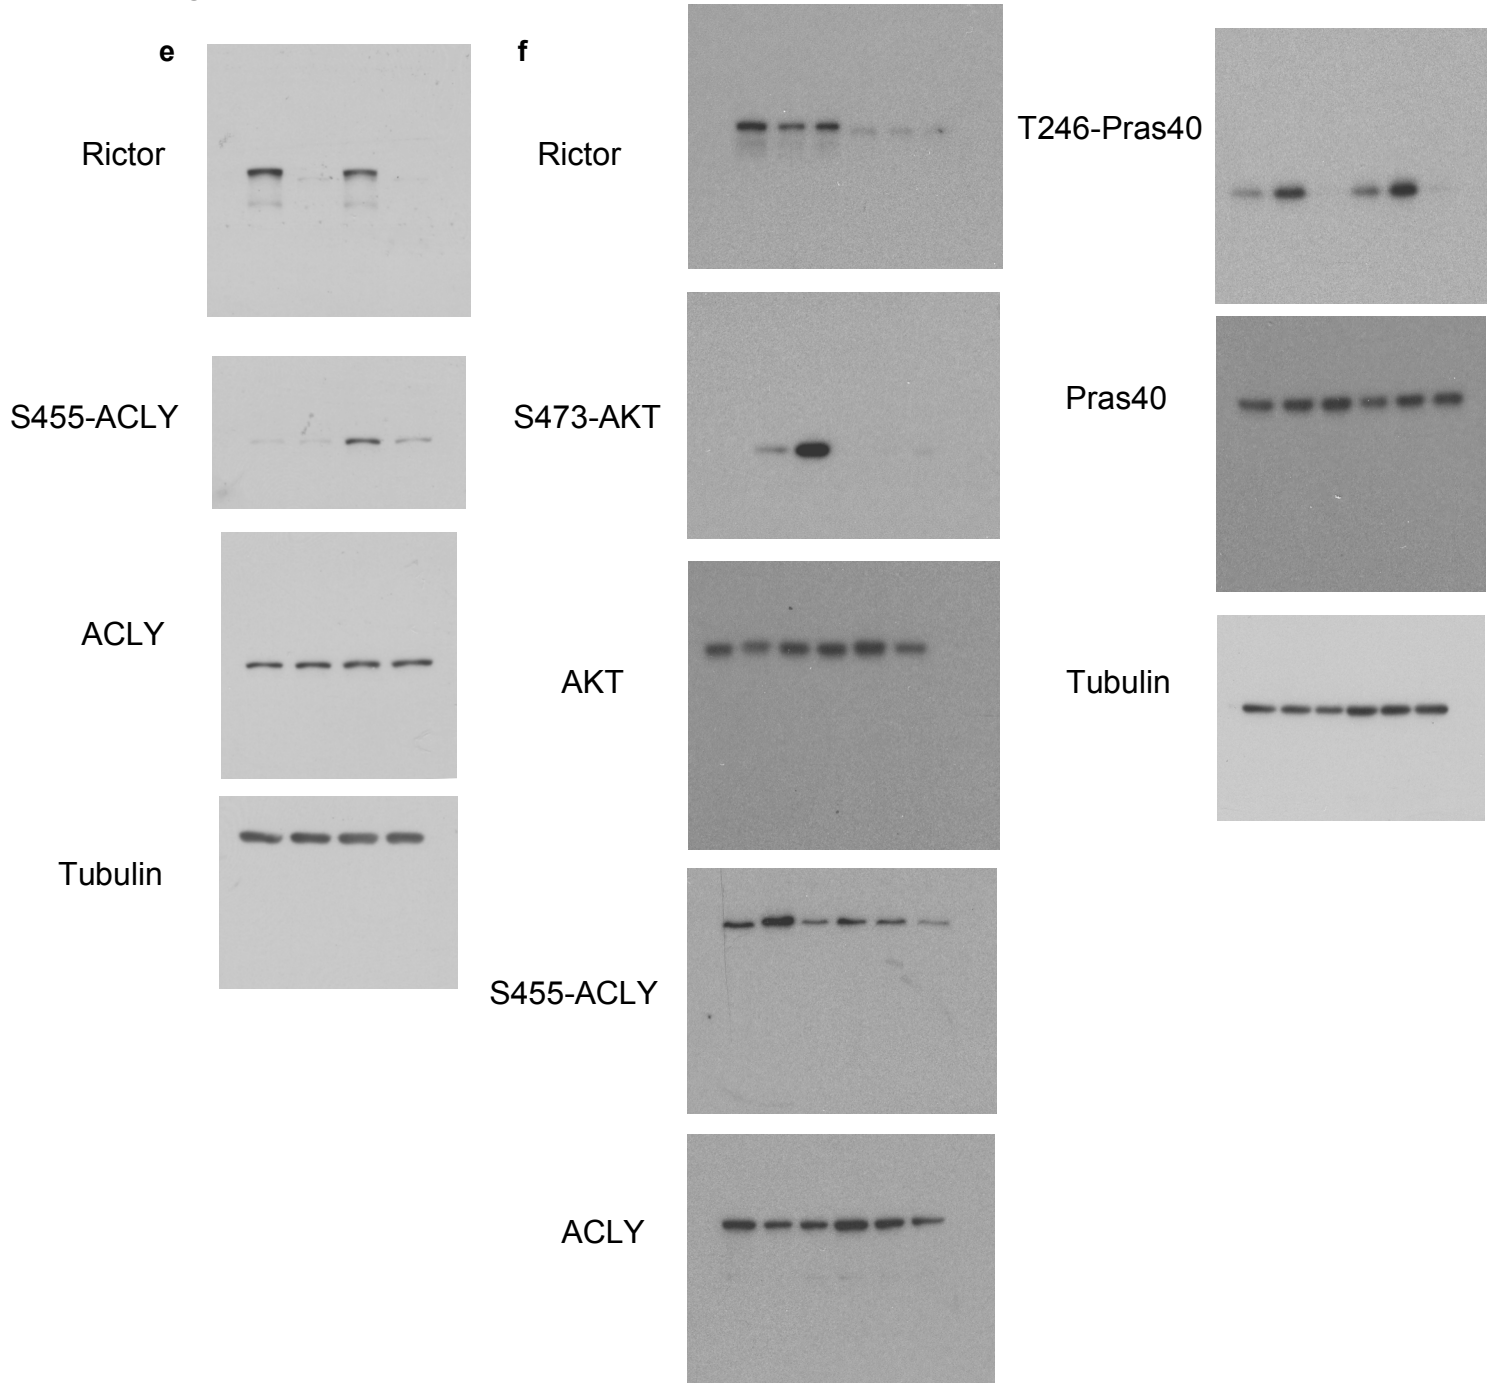 e
Rictor
S455-ACLY
ACLY
Tubulin
f
Rictor
S473-AKT
AKT
S455-ACLY
ACLY
T246-Pras40
Pras40
Tubulin